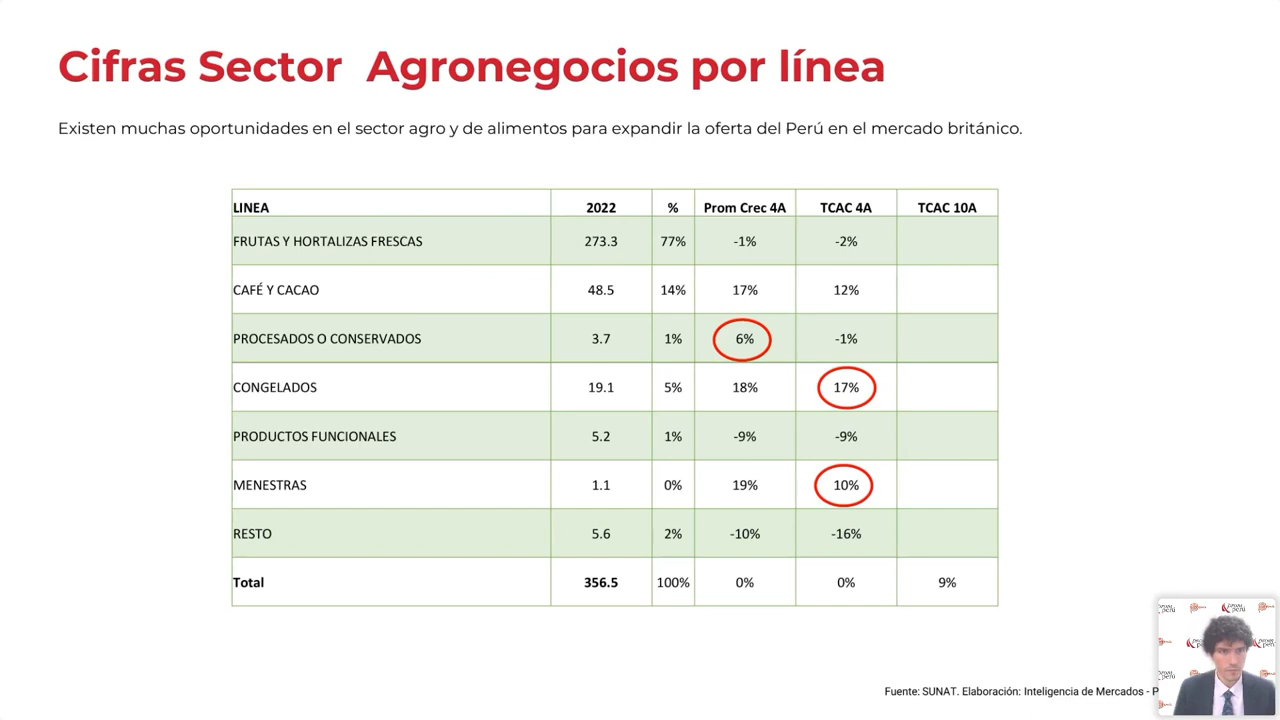 Cifras Sector Agronegocios por línea
Existen muchas oportunidades en el sector agro y de alimentos para expandir la oferta del Perú en el mercado británico.
LINEA 2022 % Prom Crec 4A TCAC 4A TCAC 10A
FRUTAS Y HORTALIZAS FRESCAS 273.3 77% -1% -2%
CAFÉ Y CACAO 48.5 14% 17% 12%
PROCESADOS O CONSERVADOS 3.7 1% 6% -1%
CONGELADOS 19.1 5% 18% 17%
PRODUCTOS FUNCIONALES 5.2 1% -9% -9%
MENESTRAS 1.1 0% 19% 10%
RESTO 5.6 2% -10% -16%
Total 356.5 100% 0% 0% 9%
Fuente: SUNAT. Elaboración: Inteligencia de Mercados - P